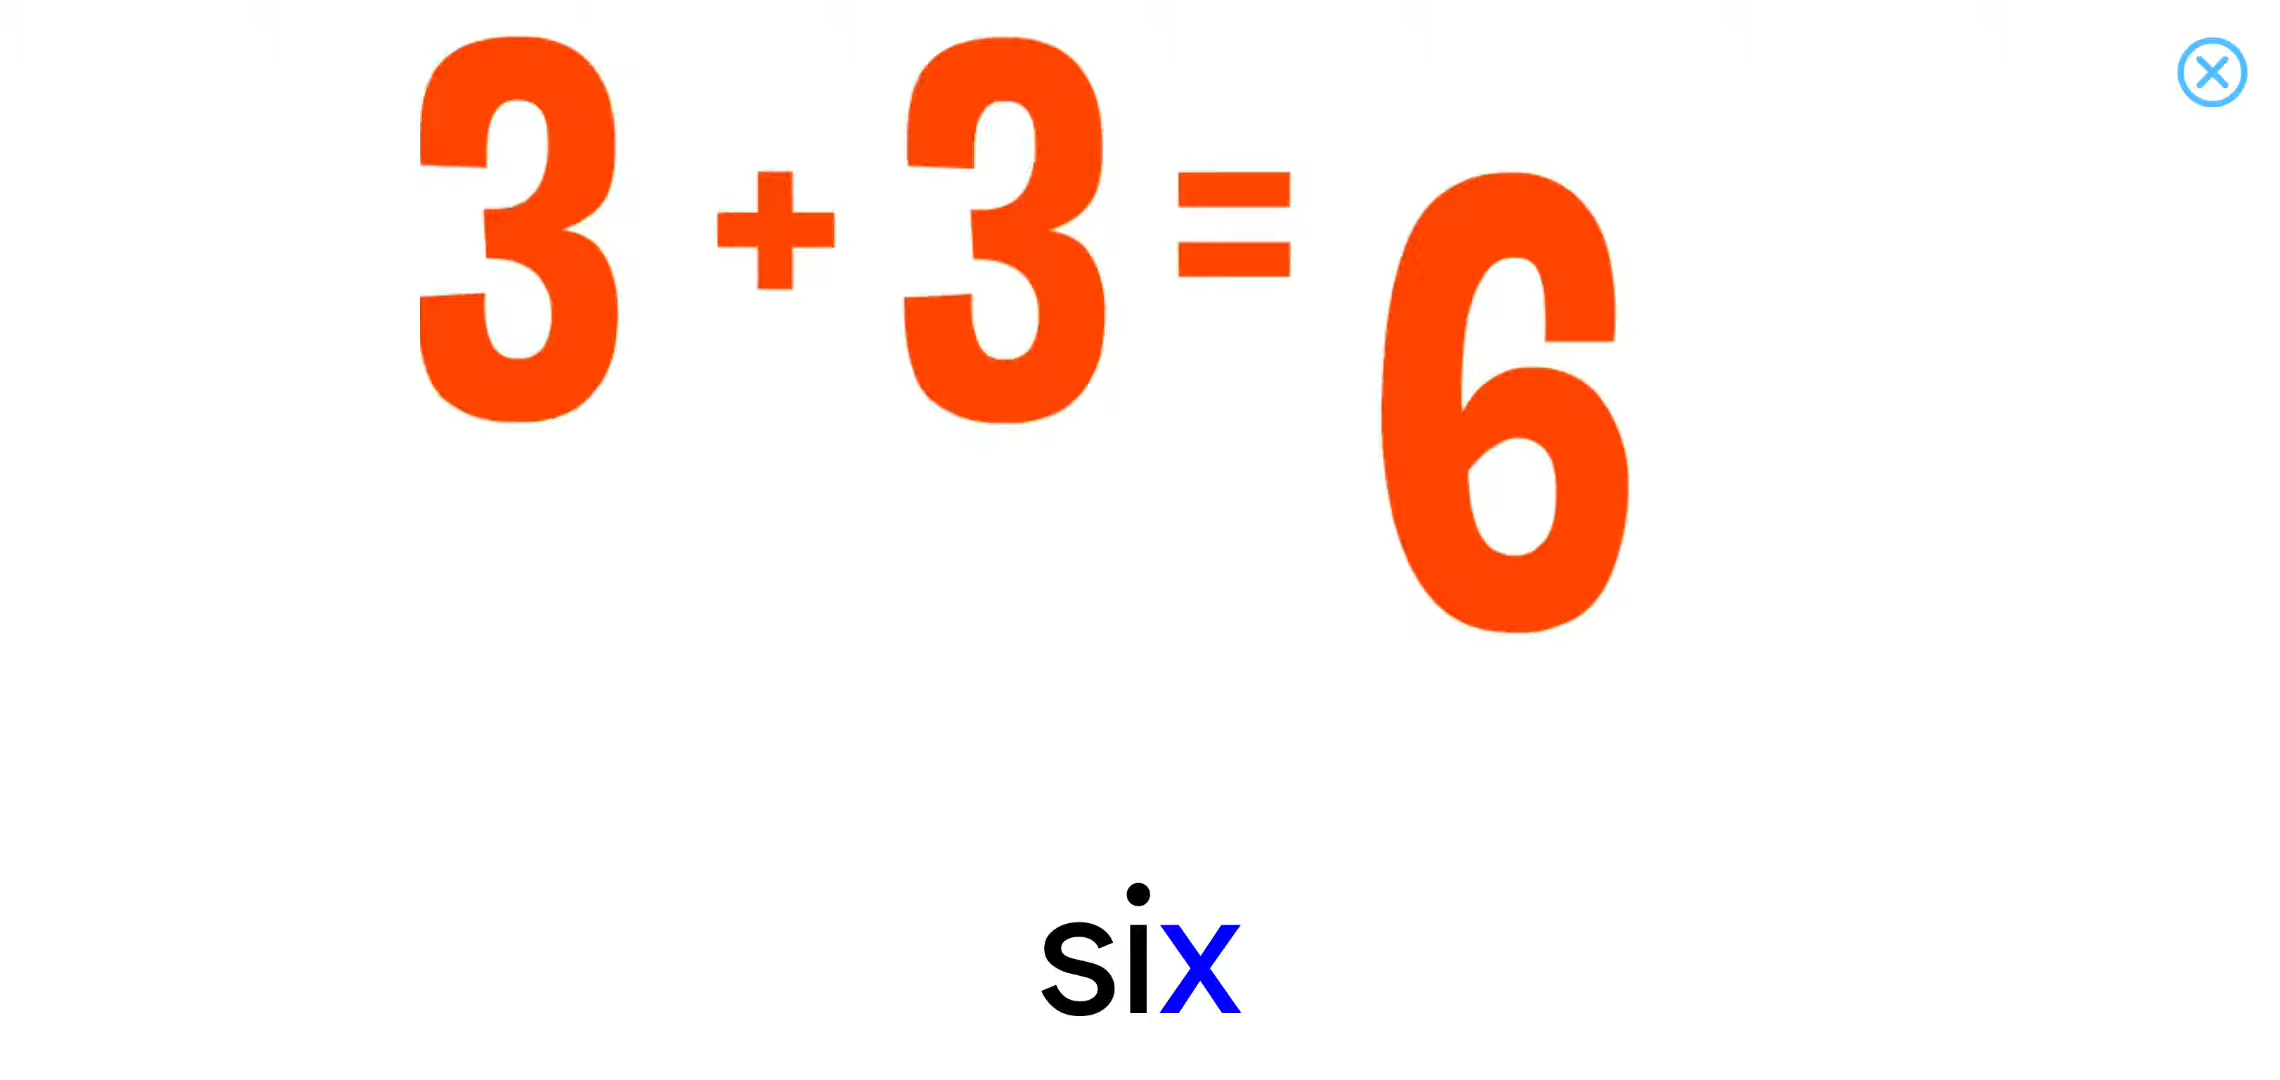 3 + 3 = 6
six